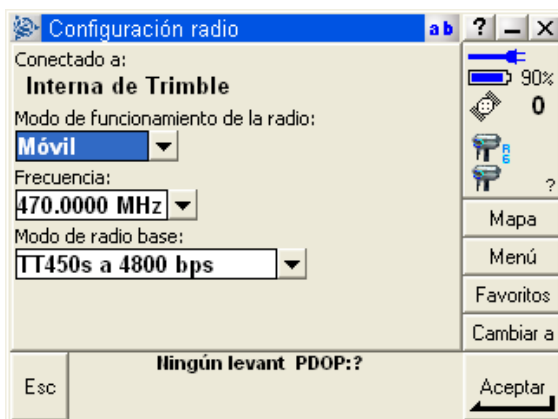 Configuración radio
ab
?
Conectado a:
Interna de Trimble
Modo de funcionamiento de la radio:
Móvil
Frecuencia:
470.0000 MHz
Modo de radio base:
TT450s a 4800 bps
90%
0
R6
?
Mapa
Menú
Favoritos
Cambiar a
Esc
Ningún levant PDOP:?
Aceptar